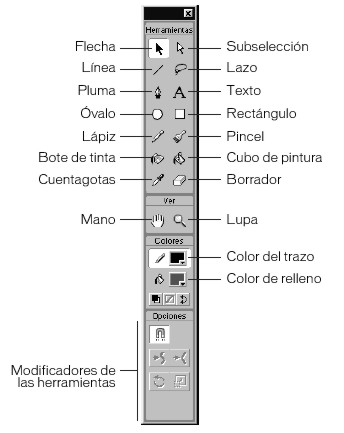 Herramientas
Flecha
Subselección
Línea
Lazo
Pluma
A
Texto
Óvalo
Rectángulo
Lápiz
Pincel
Bote de tinta
Cubo de pintura
Cuentagotas
Borrador
Ver
Mano
Lupa
Colores
Color del trazo
Color de relleno
Opciones
Modificadores de
las herramientas